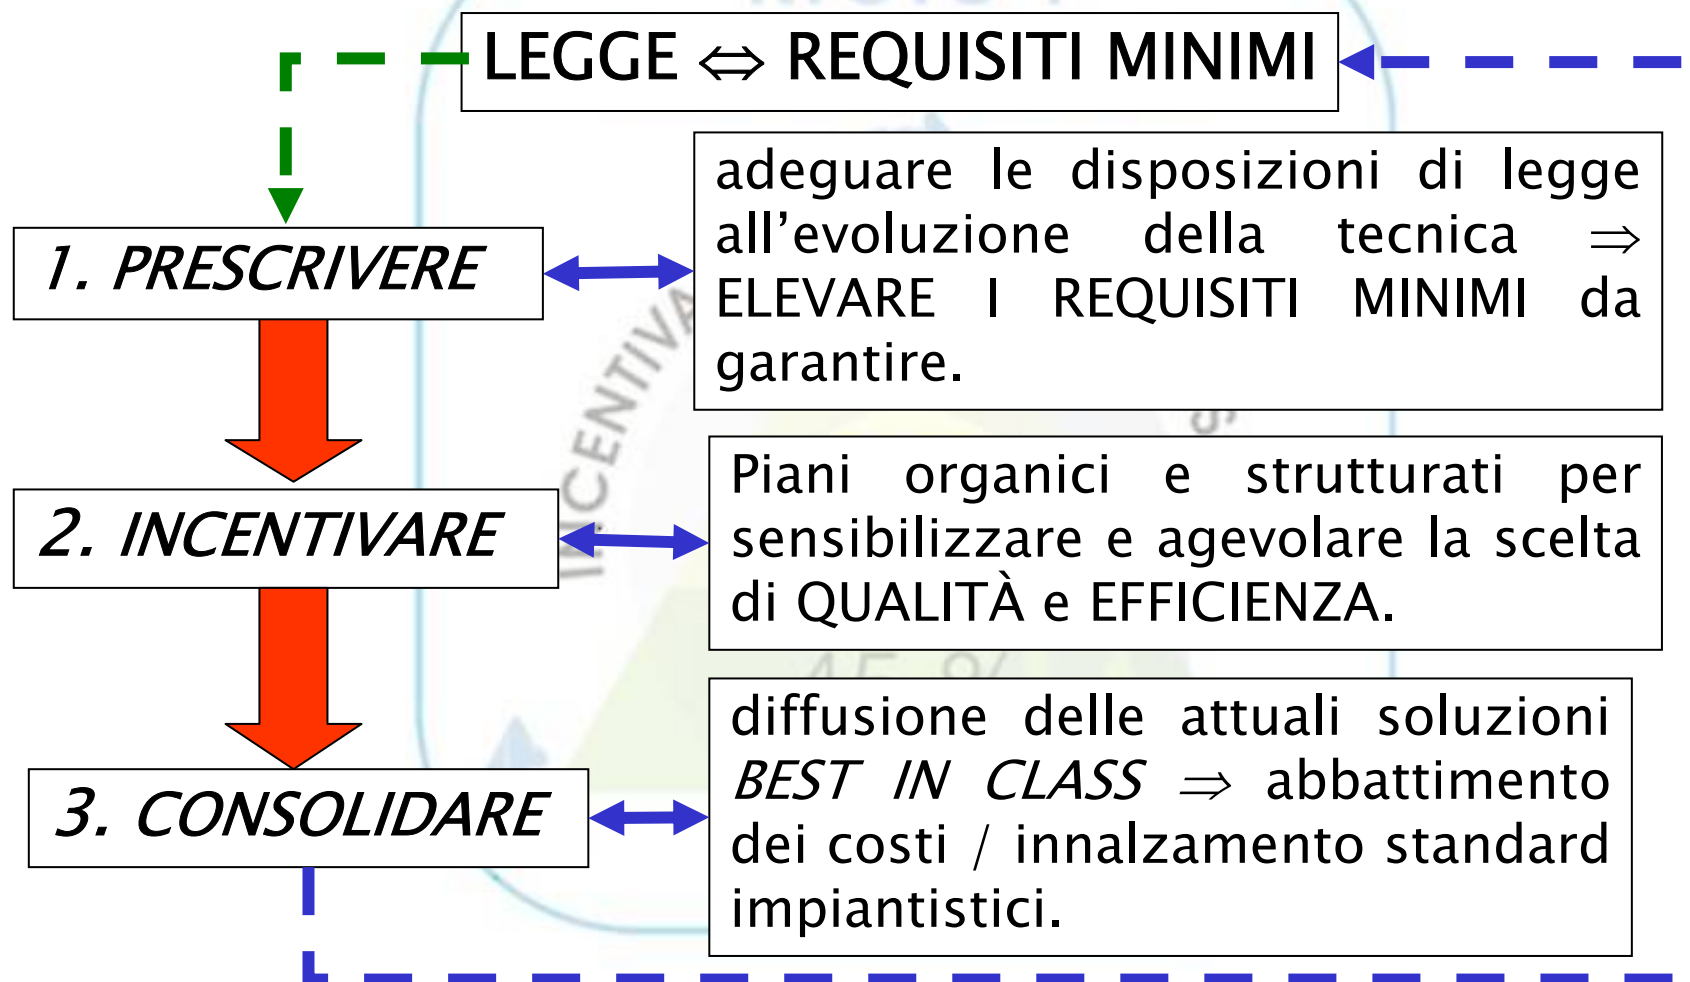 LEGGE ⇔ REQUISITI MINIMI
1. PRESCRIVERE
adeguare le disposizioni di legge
all'evoluzione della tecnica ⇒
ELEVARE I REQUISITI MINIMI da
garantire.
INCENTIVA
2. INCENTIVARE
Piani organici e strutturati per
sensibilizzare e agevolare la scelta
di QUALITÀ e EFFICIENZA.
3. CONSOLIDARE
diffusione delle attuali soluzioni
BEST IN CLASS ⇒ abbattimento
dei costi / innalzamento standard
impiantistici.